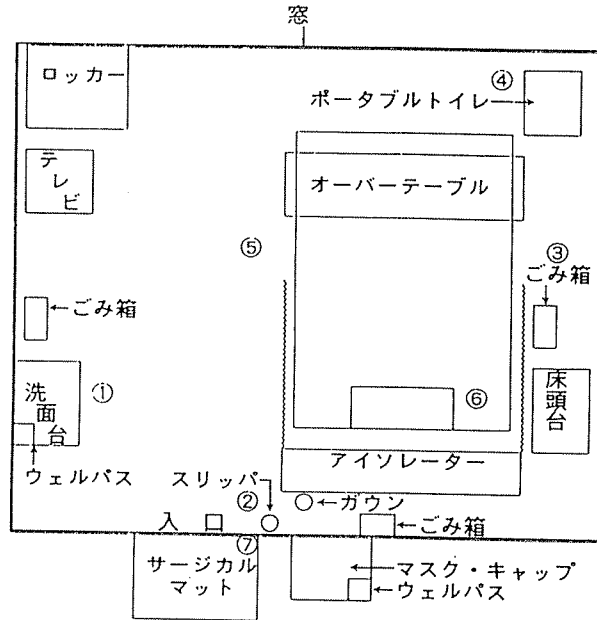 窓
ロッカー
④
ポータブルトイレ→
テレビ
オーバーテーブル
⑤
③
ごみ箱
←ごみ箱
洗面台
①
⑥
床頭台
アイソレーター
ウェルパス
スリッパ
②
←ガウン
入口
←ごみ箱
⑦
サージカル
マット
←マスク・キャップ
←ウェルパス